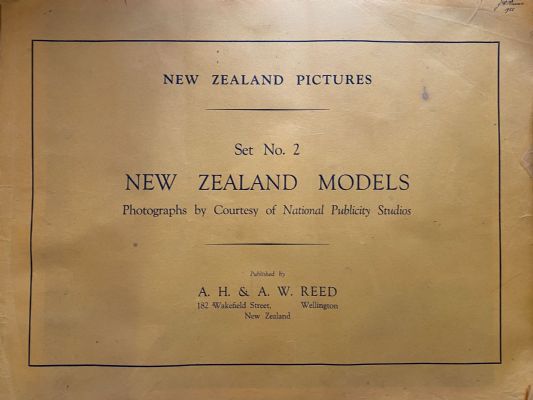 NEW ZEALAND PICTURES
Set No. 2
NEW ZEALAND MODELS
Photographs by Courtesy of National Publicity Studios
Published by
A. H. & A. W. REED
182 Wakefield Street, Wellington
New Zealand